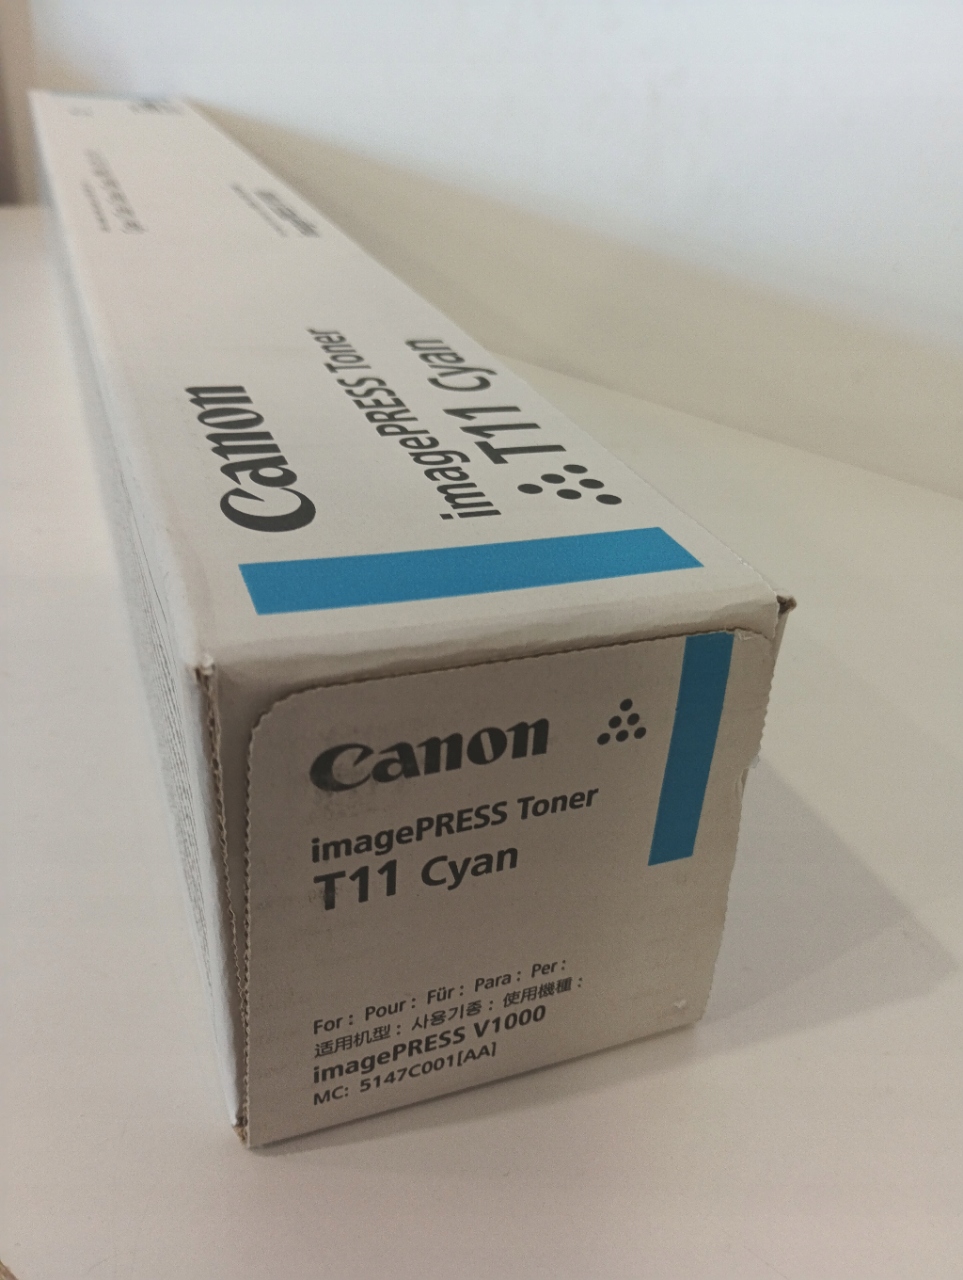 Canon
imagePRESS Toner
T11 Cyan
Canon
imagePRESS Toner
T11 Cyan
For : Pour : Für : Para : Per :
适用机型 : 사용기종 : 使用機種 :
imagePRESS V1000
MC: 5147C001[AA]